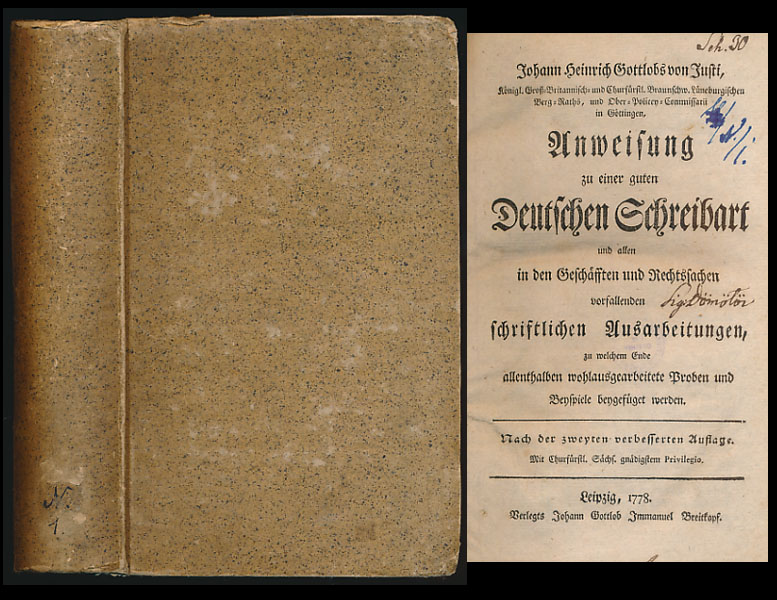 N.
1.
Sch. 30
Johann Heinrich Gottlobs von Justi,
Königl. Groß-Britannisch- und Churfürstl. Braunschw. Lüneburgischen
Berg-Raths, und Ober-Policey-Commissarii
in Göttingen,
N/1.
Anweisung
zu einer guten
Deutschen Schreibart
und allen
in den Geschäfften und Rechtssachen
vorfallenden
schriftlichen Ausarbeitungen,
zu welchem Ende
allenthalben wohlausgearbeitete Proben und
Beyspiele beygefüget werden.
Nach der zweyten verbesserten Auflage.
Mit Churfürstl. Sächs. gnädigstem Privilegio.
Leipzig, 1778.
Verlegts Johann Gottlob Immanuel Breitkopf.